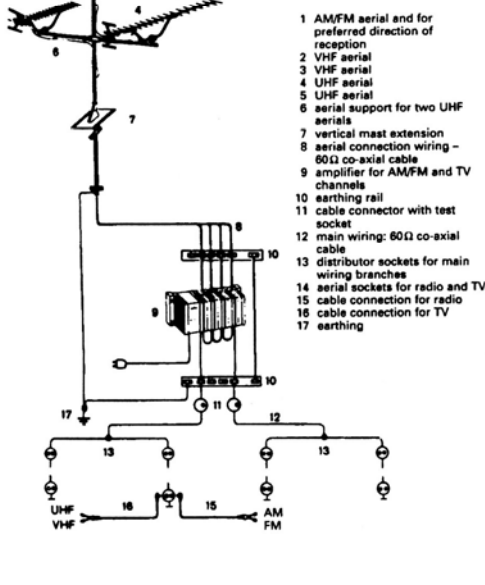 1 AM/FM aerial and for
preferred direction of
reception
2 VHF aerial
3 VHF aerial
4 UHF aerial
5 UHF aerial
6 aerial support for two UHF
aerials
7 vertical mast extension
8 aerial connection wiring –
60Ω co-axial cable
9 amplifier for AM/FM and TV
channels
10 earthing rail
11 cable connector with test
socket
12 main wiring: 60Ω co-axial
cable
13 distributor sockets for main
wiring branches
14 aerial sockets for radio and TV
15 cable connection for radio
16 cable connection for TV
17 earthing
4
6
7
8
10
9
10
17
11
12
13
13
UHF
VHF
16
15
AM
FM